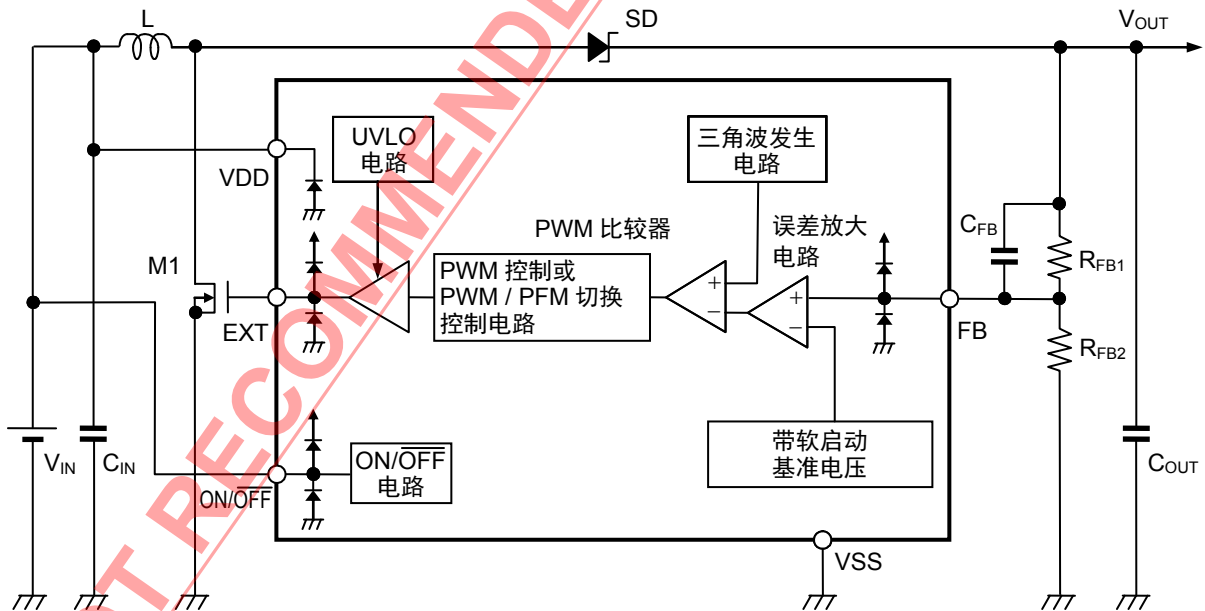 L
SD
VOUT
UVLO
电路
三角波发生
电路
VDD
PWM 比较器
误差放大
电路
CFB
RFB1
M1
PWM 控制或
PWM / PFM 切换
控制电路
+
−
+
−
EXT
FB
RFB2
带软启动
基准电压
VIN
CIN
ON/OFF
ON/OFF
电路
COUT
VSS
T RECOMMENDE